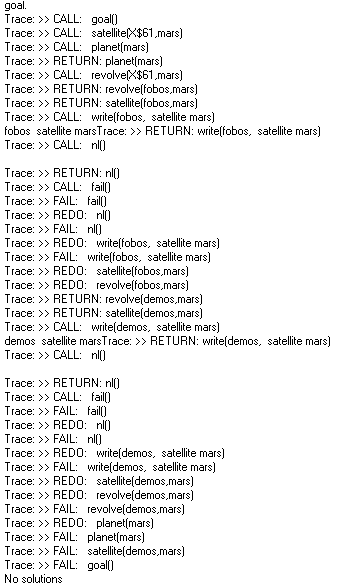 goal.
Trace: >> CALL: goal()
Trace: >> CALL: satellite(X$61,mars)
Trace: >> CALL: planet(mars)
Trace: >> RETURN: planet(mars)
Trace: >> CALL: revolve(X$61,mars)
Trace: >> RETURN: revolve(fobos,mars)
Trace: >> RETURN: satellite(fobos,mars)
Trace: >> CALL: write(fobos, satellite mars)
fobos satellite marsTrace: >> RETURN: write(fobos, satellite mars)
Trace: >> CALL: nl()
Trace: >> RETURN: nl()
Trace: >> CALL: fail()
Trace: >> FAIL: fail()
Trace: >> REDO: nl()
Trace: >> FAIL: nl()
Trace: >> REDO: write(fobos, satellite mars)
Trace: >> FAIL: write(fobos, satellite mars)
Trace: >> REDO: satellite(fobos,mars)
Trace: >> REDO: revolve(fobos,mars)
Trace: >> RETURN: revolve(demos,mars)
Trace: >> RETURN: satellite(demos,mars)
Trace: >> CALL: write(demos, satellite mars)
demos satellite marsTrace: >> RETURN: write(demos, satellite mars)
Trace: >> CALL: nl()
Trace: >> RETURN: nl()
Trace: >> CALL: fail()
Trace: >> FAIL: fail()
Trace: >> REDO: nl()
Trace: >> FAIL: nl()
Trace: >> REDO: write(demos, satellite mars)
Trace: >> FAIL: write(demos, satellite mars)
Trace: >> REDO: satellite(demos,mars)
Trace: >> REDO: revolve(demos,mars)
Trace: >> FAIL: revolve(demos,mars)
Trace: >> REDO: planet(mars)
Trace: >> FAIL: planet(mars)
Trace: >> FAIL: satellite(demos,mars)
Trace: >> FAIL: goal()
No solutions